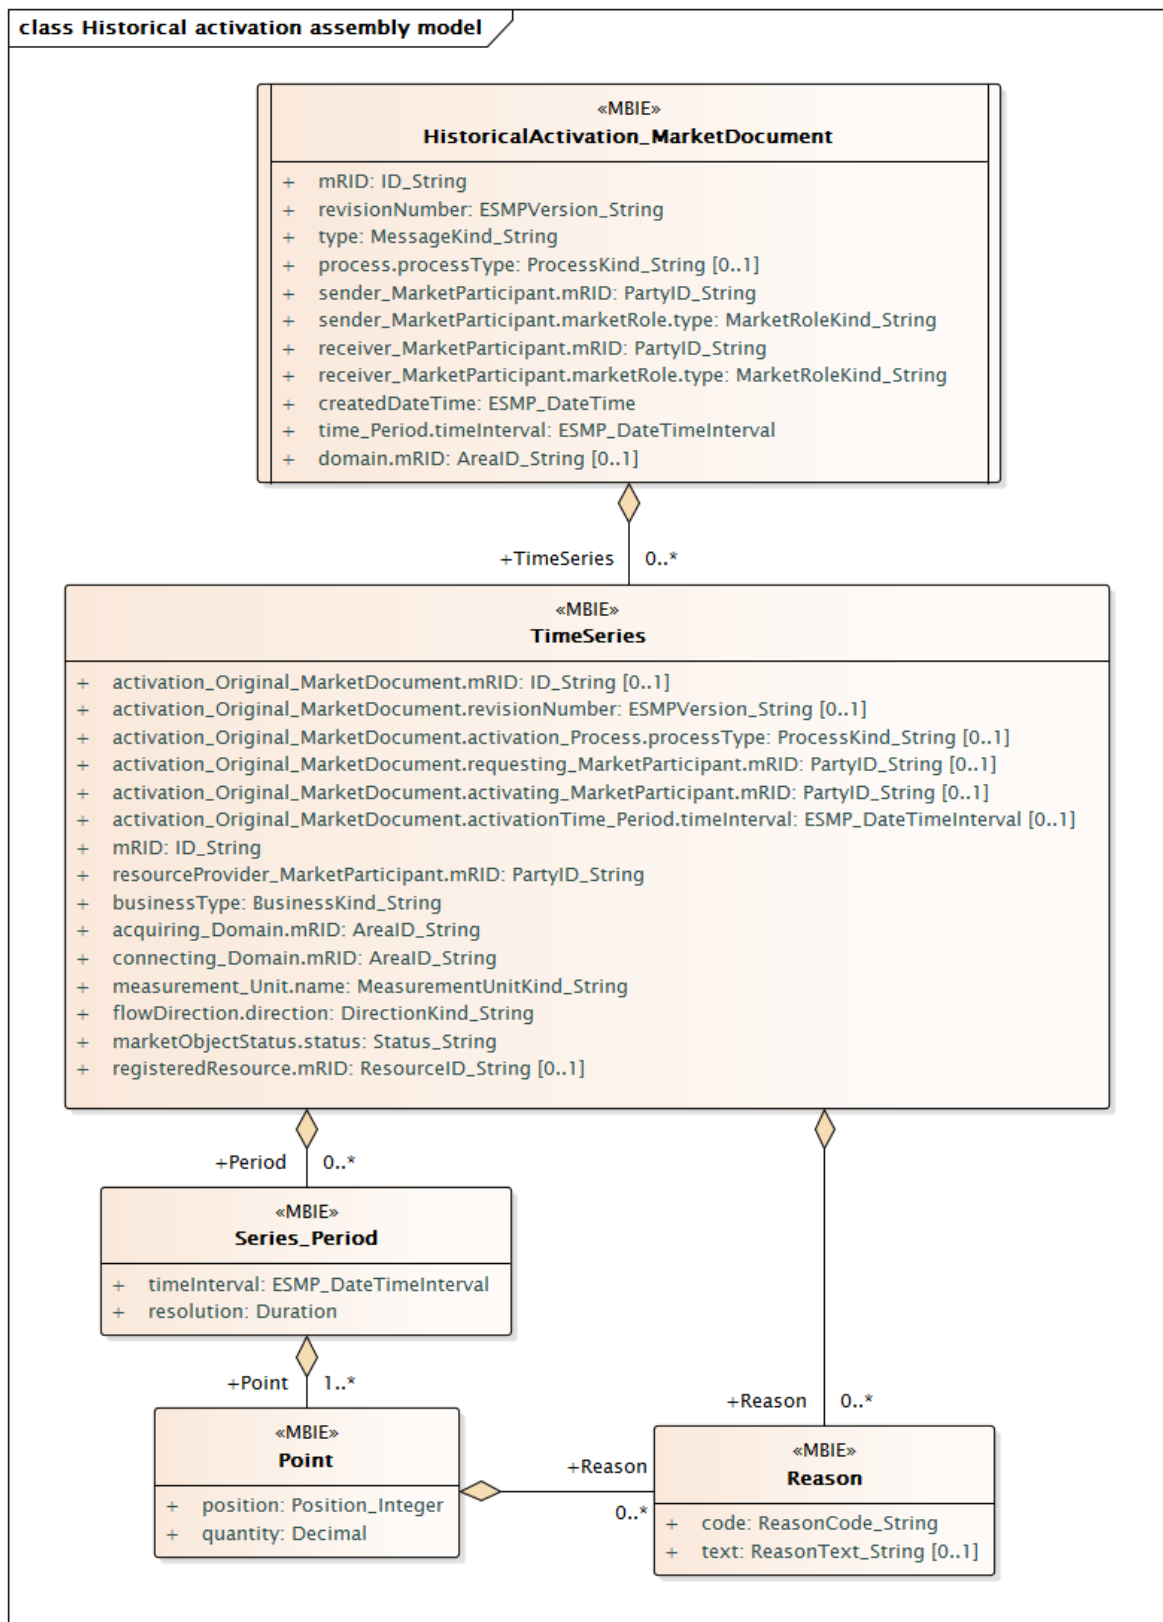 class Historical activation assembly model
«MBIE»
HistoricalActivation_MarketDocument
+ mRID: ID_String
+ revisionNumber: ESMPVersion_String
+ type: MessageKind_String
+ process.processType: ProcessKind_String [0..1]
+ sender_MarketParticipant.mRID: PartyID_String
+ sender_MarketParticipant.marketRole.type: MarketRoleKind_String
+ receiver_MarketParticipant.mRID: PartyID_String
+ receiver_MarketParticipant.marketRole.type: MarketRoleKind_String
+ createdDateTime: ESMP_DateTime
+ time_Period.timeInterval: ESMP_DateTimeInterval
+ domain.mRID: AreaID_String [0..1]
+TimeSeries 0..*
«MBIE»
TimeSeries
+ activation_Original_MarketDocument.mRID: ID_String [0..1]
+ activation_Original_MarketDocument.revisionNumber: ESMPVersion_String [0..1]
+ activation_Original_MarketDocument.activation_Process.processType: ProcessKind_String [0..1]
+ activation_Original_MarketDocument.requesting_MarketParticipant.mRID: PartyID_String [0..1]
+ activation_Original_MarketDocument.activating_MarketParticipant.mRID: PartyID_String [0..1]
+ activation_Original_MarketDocument.activationTime_Period.timeInterval: ESMP_DateTimeInterval [0..1]
+ mRID: ID_String
+ resourceProvider_MarketParticipant.mRID: PartyID_String
+ businessType: BusinessKind_String
+ acquiring_Domain.mRID: AreaID_String
+ connecting_Domain.mRID: AreaID_String
+ measurement_Unit.name: MeasurementUnitKind_String
+ flowDirection.direction: DirectionKind_String
+ marketObjectStatus.status: Status_String
+ registeredResource.mRID: ResourceID_String [0..1]
+Period 0..*
«MBIE»
Series_Period
+ timeInterval: ESMP_DateTimeInterval
+ resolution: Duration
+Point 1..*
+Reason 0..*
«MBIE»
Point
+ position: Position_Integer
+ quantity: Decimal
+Reason
0..*
«MBIE»
Reason
+ code: ReasonCode_String
+ text: ReasonText_String [0..1]